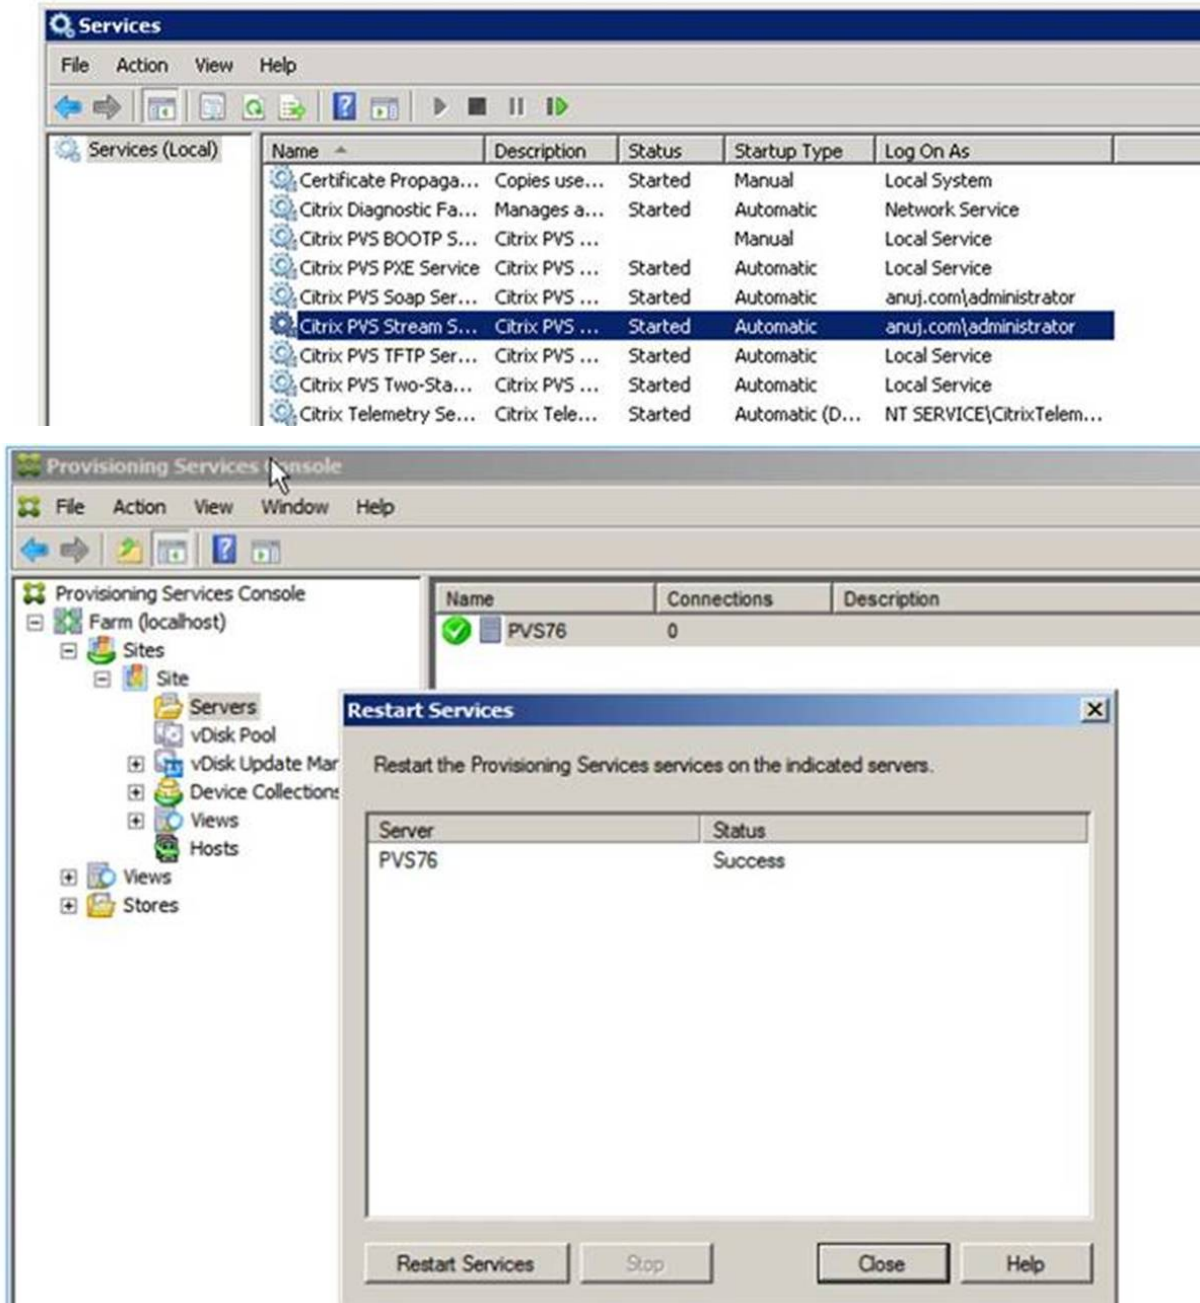 Services
File Action View Help
Services (Local)
Name Description Status Startup Type Log On As
Certificate Propaga... Copies use... Started Manual Local System
Citrix Diagnostic Fa... Manages a... Started Automatic Network Service
Citrix PVS BOOTP S... Citrix PVS ... Manual Local Service
Citrix PVS PXE Service Citrix PVS ... Started Automatic Local Service
Citrix PVS Soap Ser... Citrix PVS ... Started Automatic anuj.com\administrator
Citrix PVS Stream S... Citrix PVS ... Started Automatic anuj.com\administrator
Citrix PVS TFTP Ser... Citrix PVS ... Started Automatic Local Service
Citrix PVS Two-Sta... Citrix PVS ... Started Automatic Local Service
Citrix Telemetry Se... Citrix Tele... Started Automatic (D... NT SERVICE\CitrixTelem...
Provisioning Services Console
File Action View Window Help
Provisioning Services Console
Farm (localhost)
Sites
Site
Servers
vDisk Pool
vDisk Update Mar
Device Collections
Views
Hosts
Views
Stores
Name Connections Description
PVS76 0
Restart Services
Restart the Provisioning Services services on the indicated servers.
Server Status
PVS76 Success
Restart Services Stop Close Help